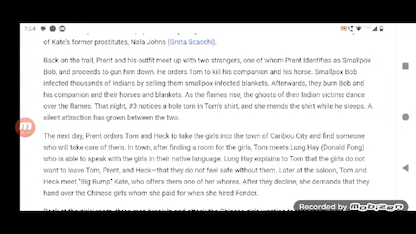 7:54
of Kate's former prostitutes, Nola Johns (Greta Scacchi).
Back on the trail, Prent and his outfit meet up with two strangers, one of whom Prent Identifies as Smallpox
Bob, and proceeds to gun him down. He orders Tom to kill his companion and his horse. Smallpox Bob
infected thousands of Indians by selling them smallpox-infected blankets. Afterwards, they burn Bob and
his companion and their horses and blankets. As the flames rise, the ghosts of their Indian victims dance
over the flames. That night, #3 notices a hole torn in Tom's shirt, and she mends the shirt while he sleeps. A
silent attraction has grown between the two.
The next day, Prent orders Tom and Heck to take the girls into the town of Caribou City and find someone
who will take care of them. In town, after finding a room for the girls, Tom meets Lung Hay (Donald Fong)
who is able to speak with the girls in their native language. Lung Hay explains to Tom that the girls do not
want to leave Tom, Prent, and Heck—that they do not feel safe without them. Later at the saloon, Tom and
Heck meet "Big Rump" Kate, who offers them one of her whores. After they decline, she demands that they
hand over the Chinese girls whom she paid for when she hired Fender.
Recorded by
Mobizen